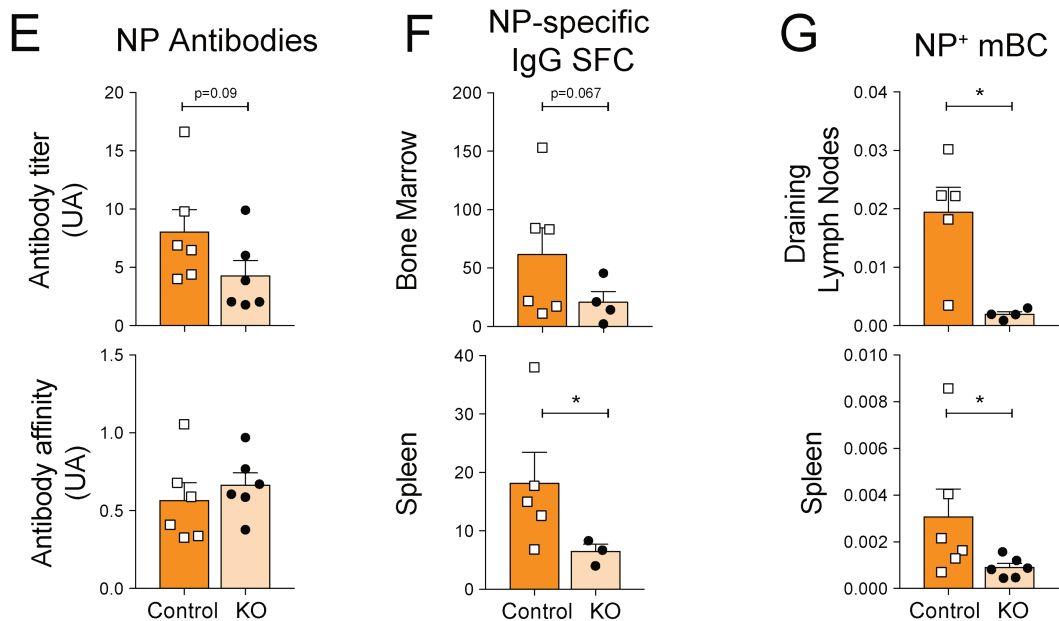 E
NP Antibodies
Antibody titer
(UA)
20
15
10
5
0
p=0.09
Antibody affinity
(UA)
1.5
1.0
0.5
0.0
Control KO
F
NP-specific
IgG SFC
Bone Marrow
200
150
100
50
0
p=0.067
Spleen
40
30
20
10
0
*
Control KO
G
NP⁺ mBC
Draining
Lymph Nodes
0.04
0.03
0.02
0.01
0.00
*
Spleen
0.010
0.008
0.006
0.004
0.002
0.000
*
Control KO